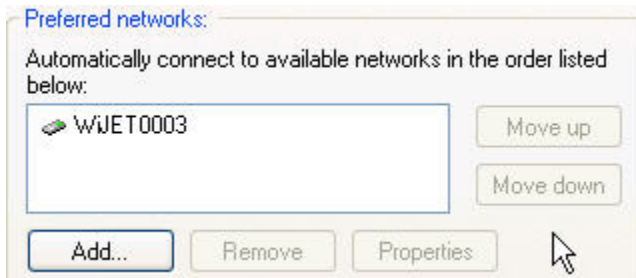 Preferred networks:
Automatically connect to available networks in the order listed
below:
WiJET0003
Move up
Move down
Add...
Remove
Properties